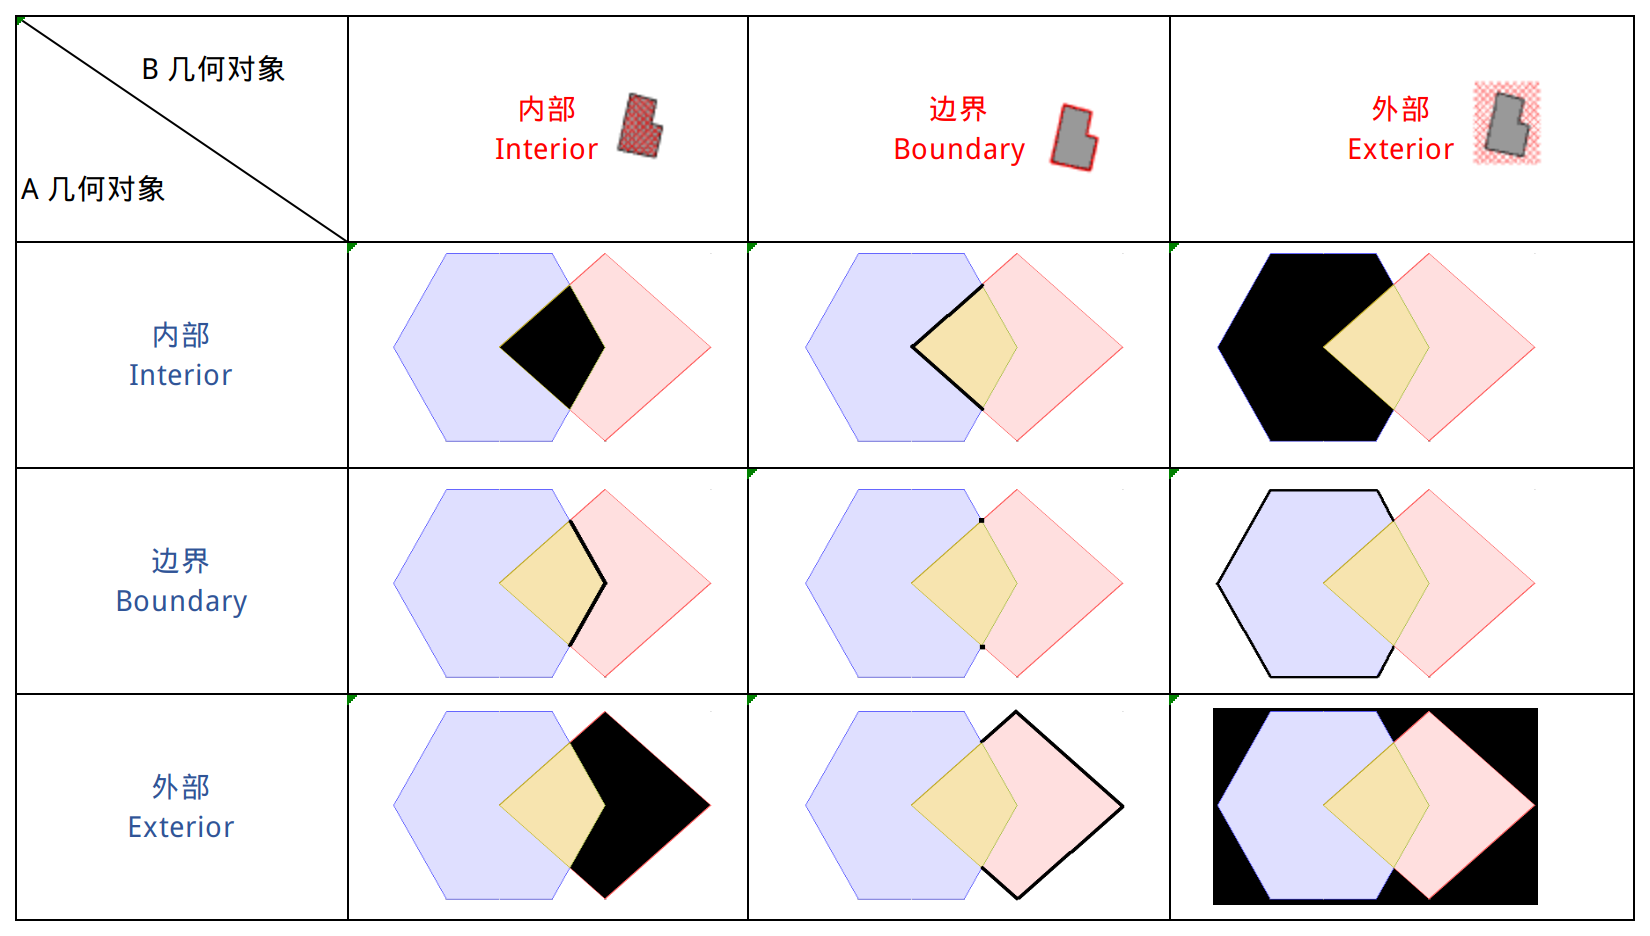 B 几何对象
A 几何对象
内部
Interior
边界
Boundary
外部
Exterior
内部
Interior
边界
Boundary
外部
Exterior